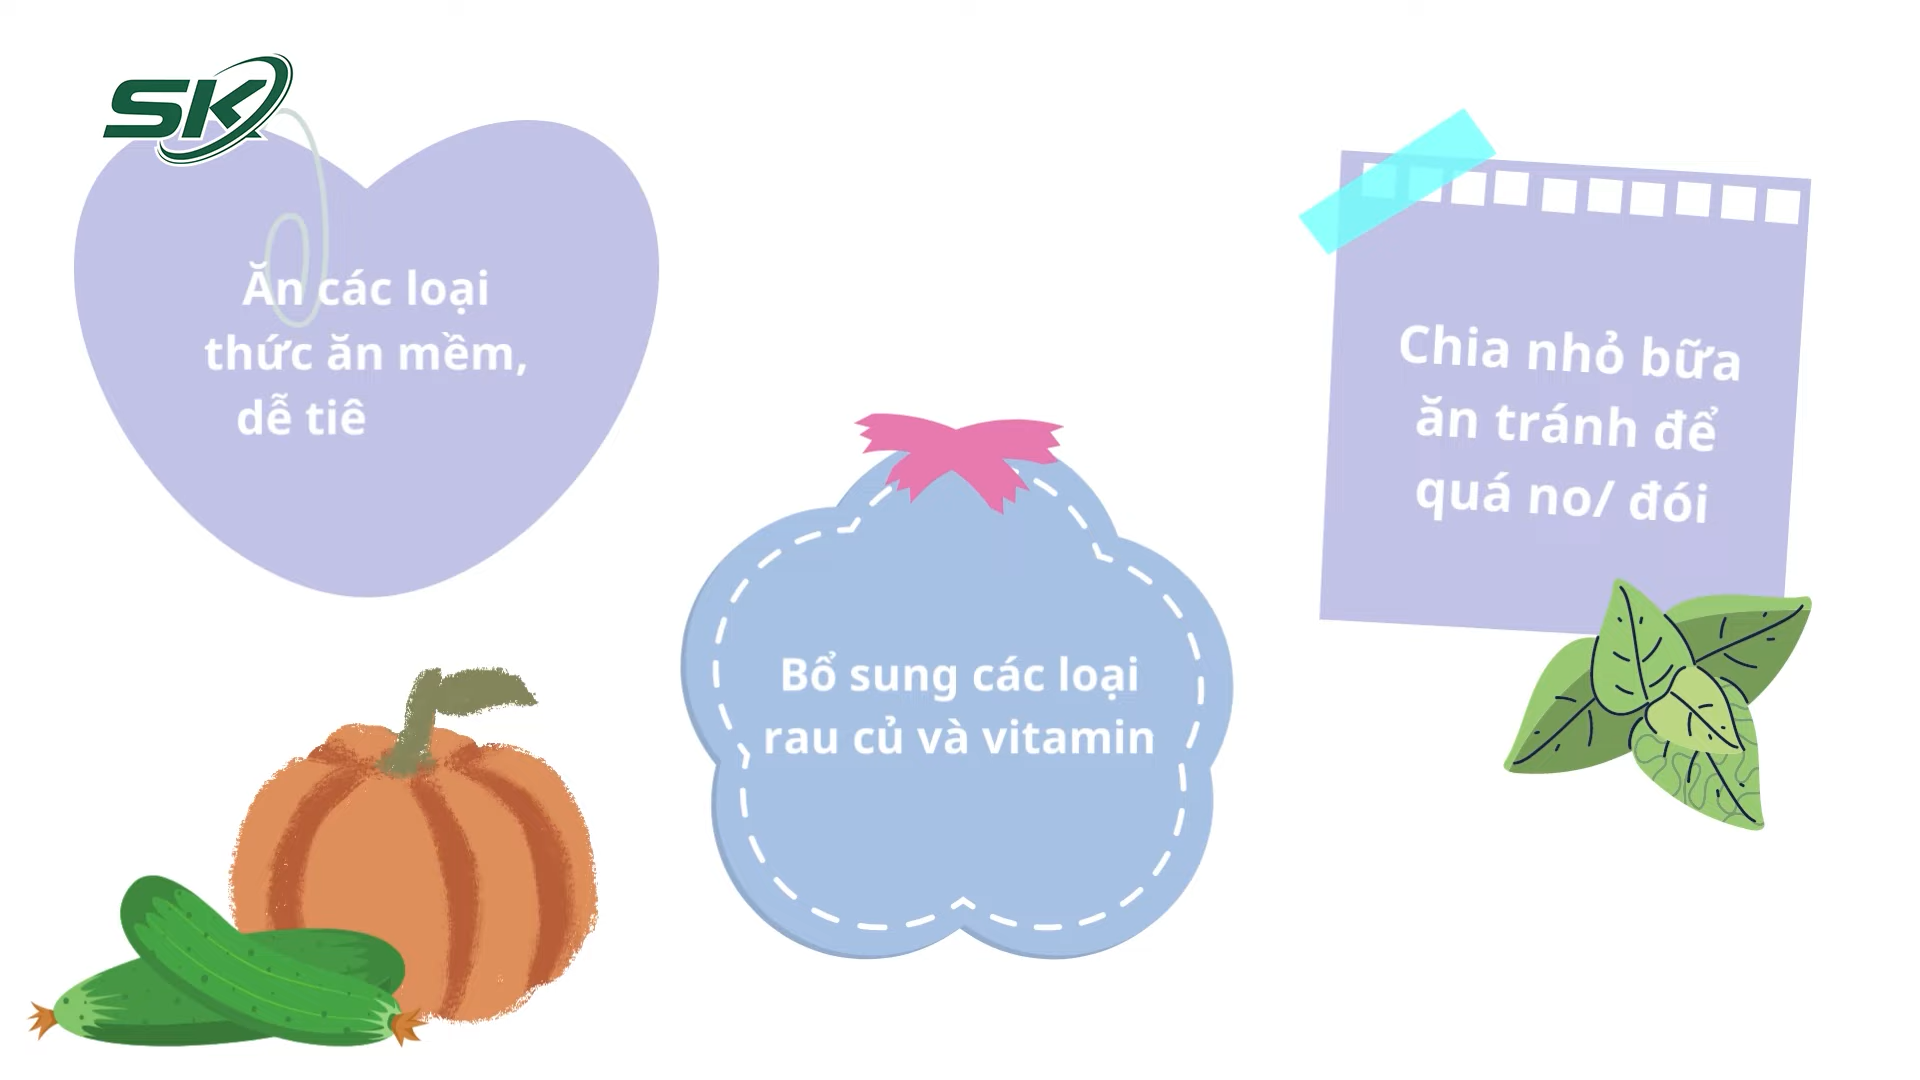 SK
Ăn các loại
thức ăn mềm,
dễ tiê
Bổ sung các loại
rau củ và vitamin
Chia nhỏ bữa
ăn tránh để
quá no/ đói